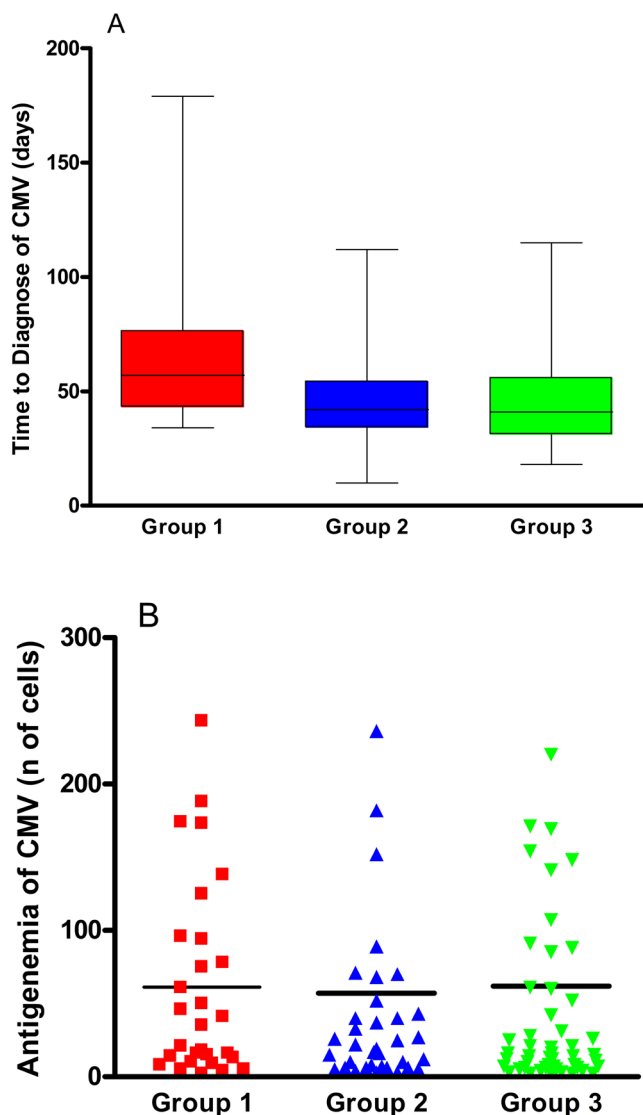 A
Time to Diagnose of CMV (days)
200
150
100
50
0
Group 1 Group 2 Group 3
B
Antigenemia of CMV (n of cells)
300
200
100
0
Group 1 Group 2 Group 3